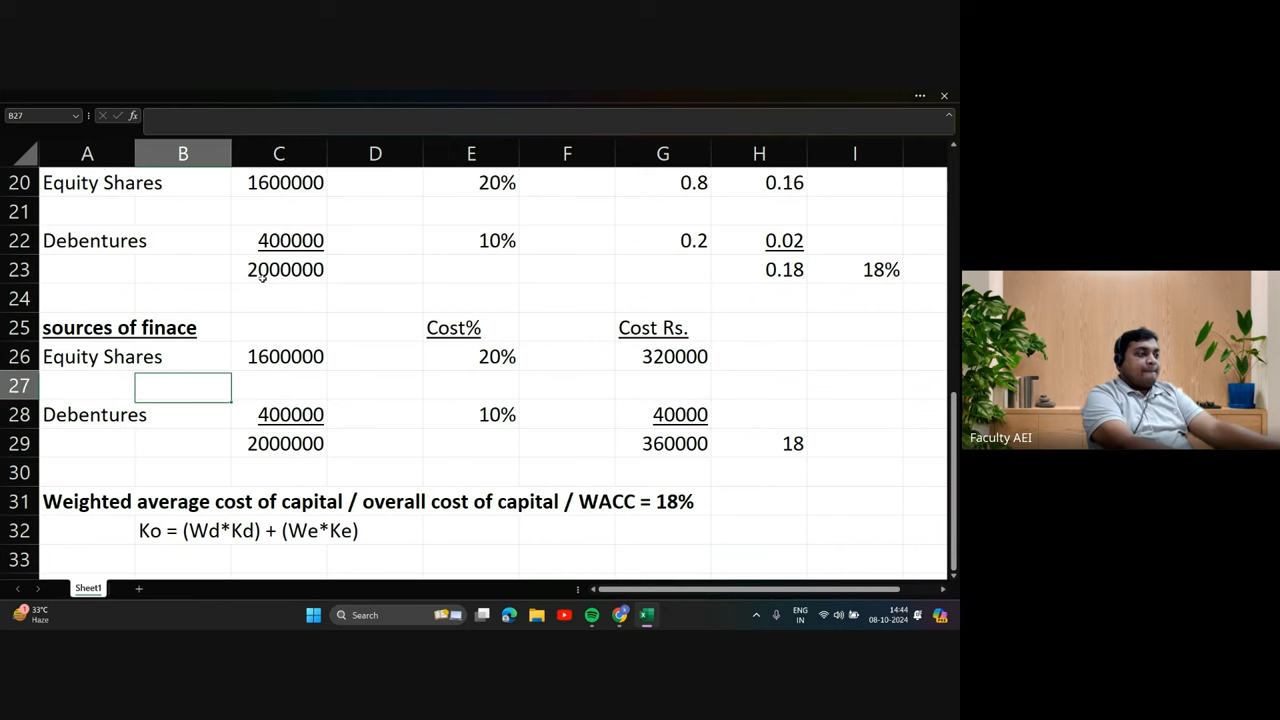 B27
fx
A B C D E F G H I
20 Equity Shares 1600000 20% 0.8 0.16
21
22 Debentures 400000 10% 0.2 0.02
23 2000000 0.18 18%
24
25 sources of finace Cost% Cost Rs.
26 Equity Shares 1600000 20% 320000
27
28 Debentures 400000 10% 40000
29 2000000 360000 18
30
31 Weighted average cost of capital / overall cost of capital / WACC = 18%
32 Ko = (Wd*Kd) + (We*Ke)
33
Faculty AEI
Sheet1
1
33°C
Haze
Search
ENG
IN
14:44
08-10-2024